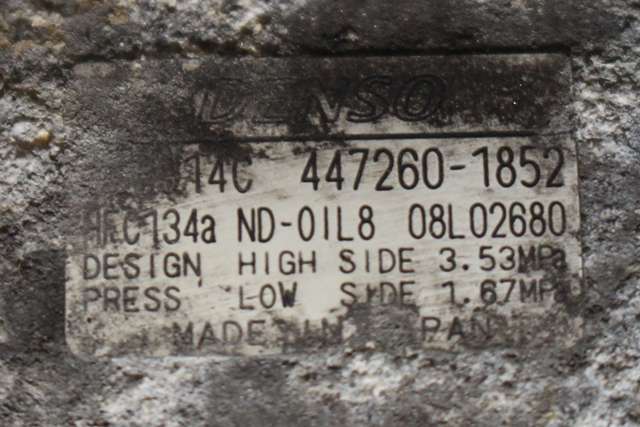 DENSO
14C 447260-1852
HFC134a ND-OIL8 08L02680
DESIGN HIGH SIDE 3.53MPa
PRESS LOW SIDE 1.67MPa
MADE IN JAPAN